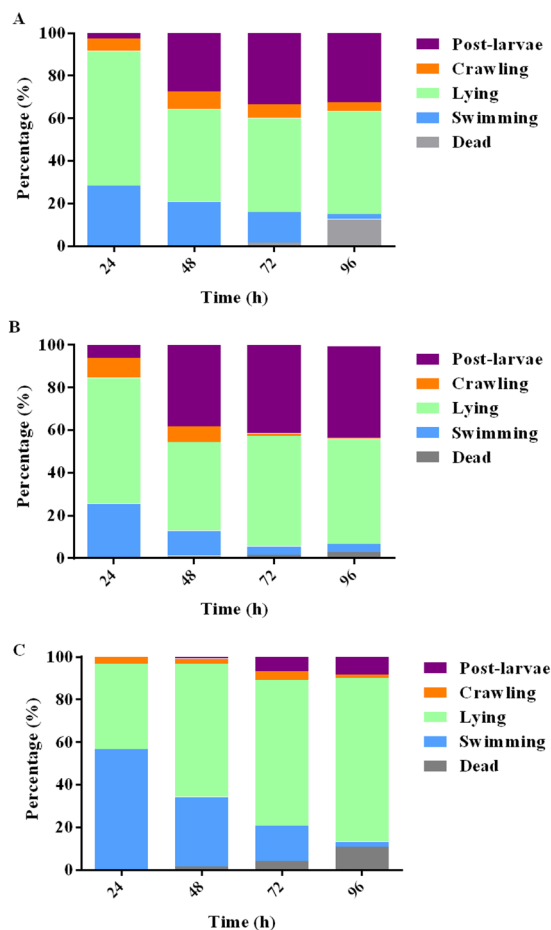 A
Percentage (%)
100
80
60
40
20
0
24
48
72
96
Time (h)
Post-larvae
Crawling
Lying
Swimming
Dead
B
Percentage (%)
100
80
60
40
20
0
24
48
72
96
Time (h)
Post-larvae
Crawling
Lying
Swimming
Dead
C
Percentage (%)
100
80
60
40
20
0
24
48
72
96
Time (h)
Post-larvae
Crawling
Lying
Swimming
Dead